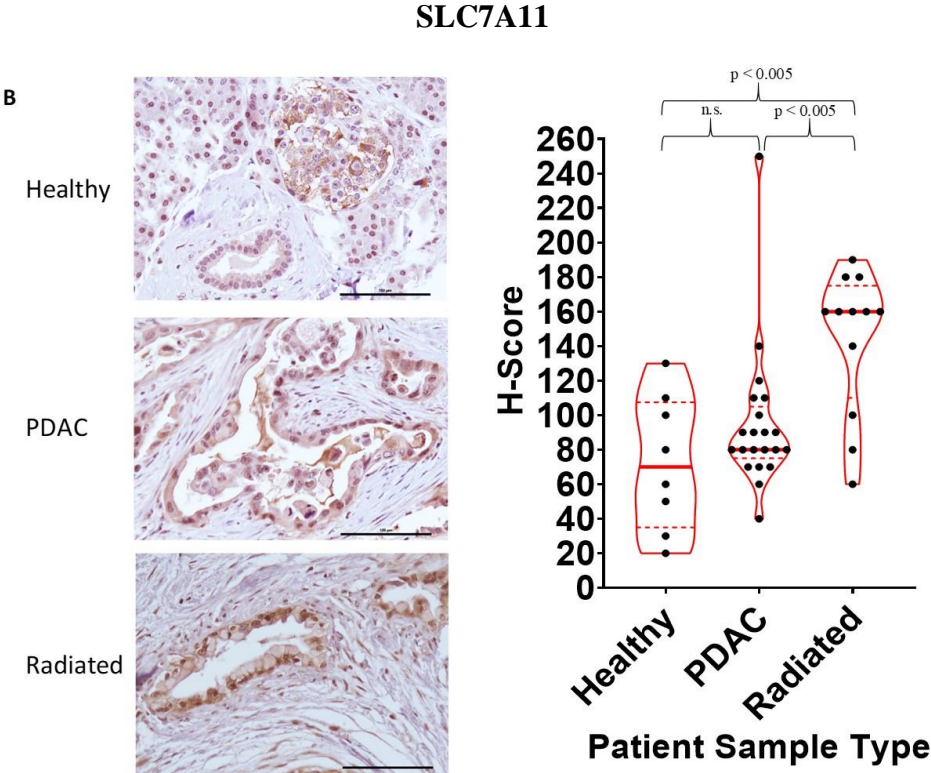 SLC7A11
B
Healthy
PDAC
Radiated
p < 0.005
n.s.
p < 0.005
260
240
220
200
180
160
140
120
100
80
60
40
20
0
H-Score
Healthy
PDAC
Radiated
Patient Sample Type